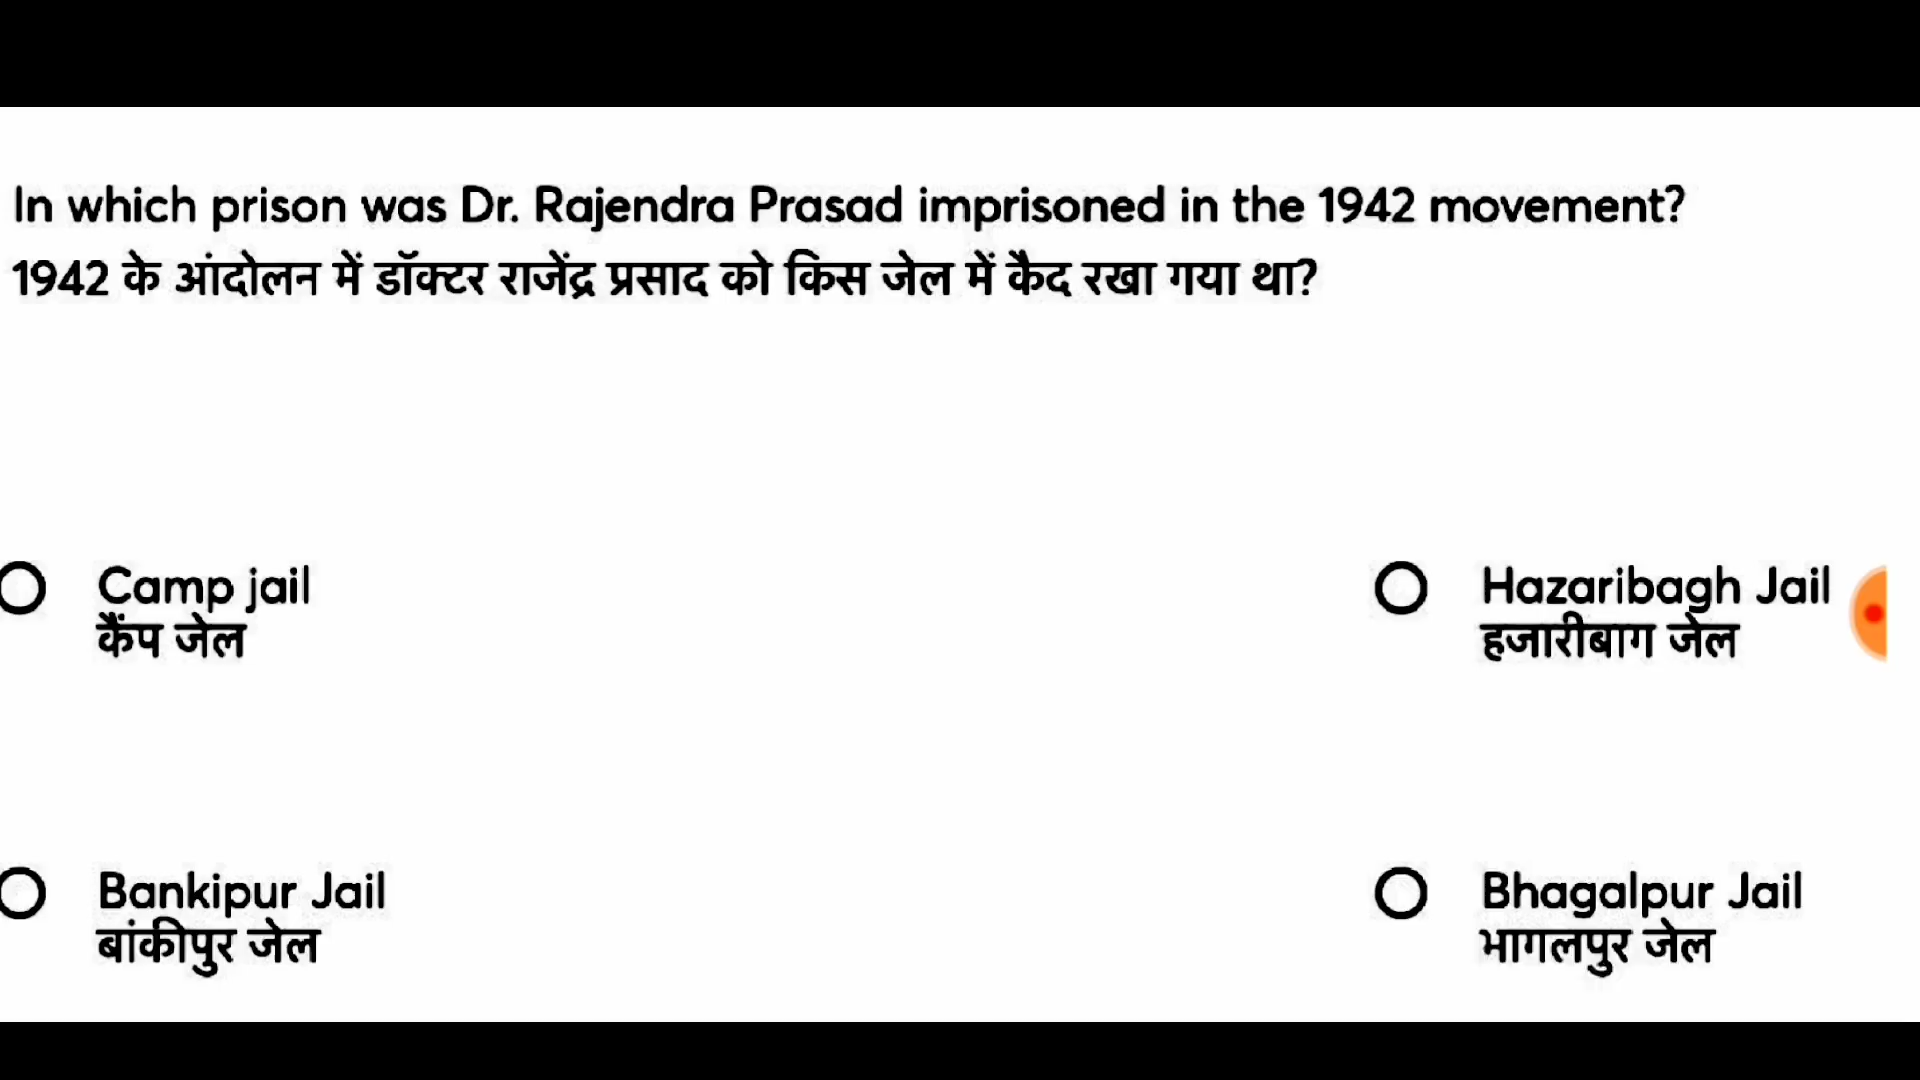 In which prison was Dr. Rajendra Prasad imprisoned in the 1942 movement?
1942 के आंदोलन में डॉक्टर राजेंद्र प्रसाद को किस जेल में कैद रखा गया था?
Camp jail
कैंप जेल
Hazaribagh Jail
हजारीबाग जेल
Bankipur Jail
बांकीपुर जेल
Bhagalpur Jail
भागलपुर जेल